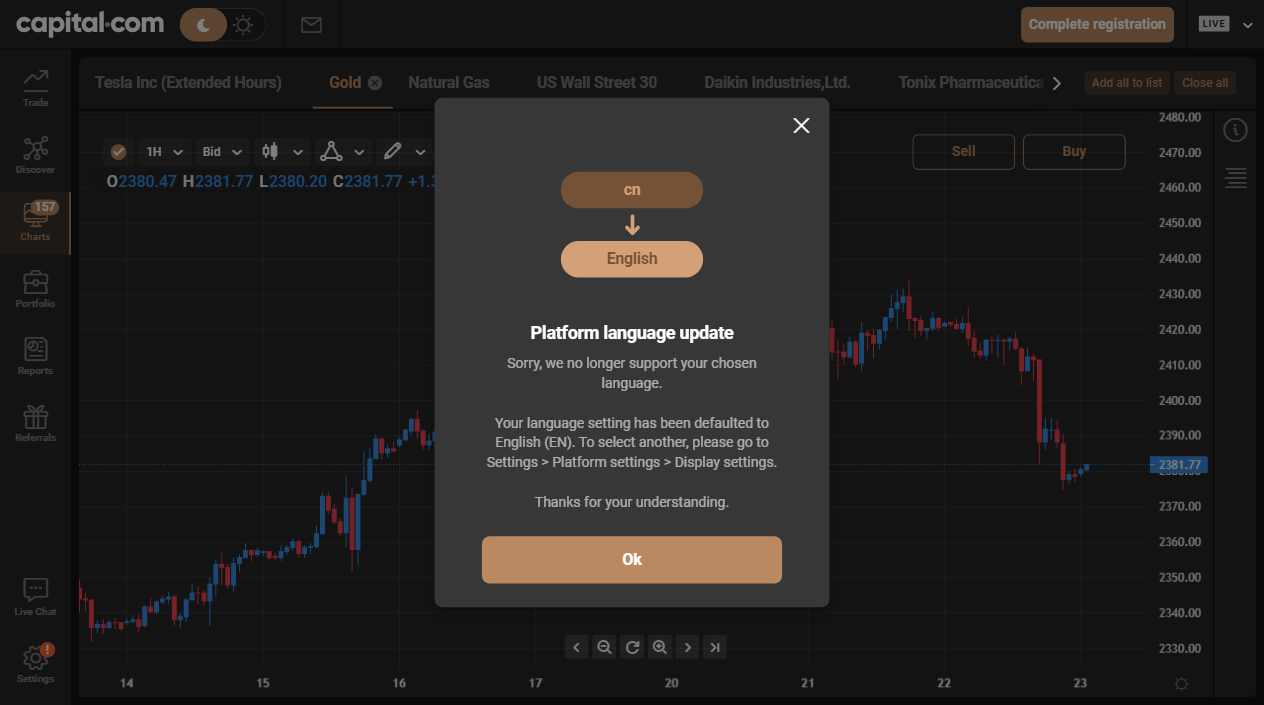 capital.com
Complete registration
LIVE
Trade
Discover
157
Charts
Portfolio
Reports
Referrals
Live Chat
!
Settings
Tesla Inc (Extended Hours)
Gold
Natural Gas
US Wall Street 30
Daikin Industries,Ltd.
Tonix Pharmaceutica
Add all to list
Close all
1H
Bid
O2380.47 H2381.77 L2380.20 C2381.77 +1.3
Sell
Buy
cn
English
Platform language update
Sorry, we no longer support your chosen
language.
Your language setting has been defaulted to
English (EN). To select another, please go to
Settings > Platform settings > Display settings.
Thanks for your understanding.
Ok
2480.00
2470.00
2460.00
2450.00
2440.00
2430.00
2420.00
2410.00
2400.00
2390.00
2381.77
2370.00
2360.00
2350.00
2340.00
2330.00
14
15
16
17
20
21
22
23